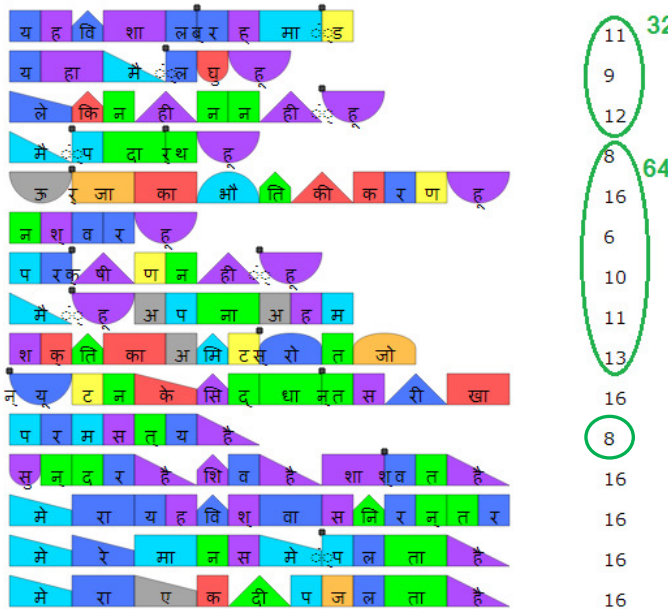 य ह वि शा ल ब् र ह् मा ं् ड 11 32
य हा मै ं् ल घु हू 9
ले कि न ही न न ही ं् हू 12
मै ं् प दा र् थ हू 8
ऊ र् जा का भौ ति की क र ण हू 16 64
न श् व र हू 6
प र क् षी ण न ही ं् हू 10
मै ं् हू अ प ना अ ह म 11
श क् ति का अ मि ट स् रो त जो 13
न् यू ट न के सि द् धा न् त स री खा 16
प र म स त् य है 8
सु न् द र है शि व है शा श् व त है 16
मे रा य ह वि श् वा स नि र न् त र 16
मे रे मा न स मे ं् प ल ता है 16
मे रा ए क दी प ज ल ता है 16